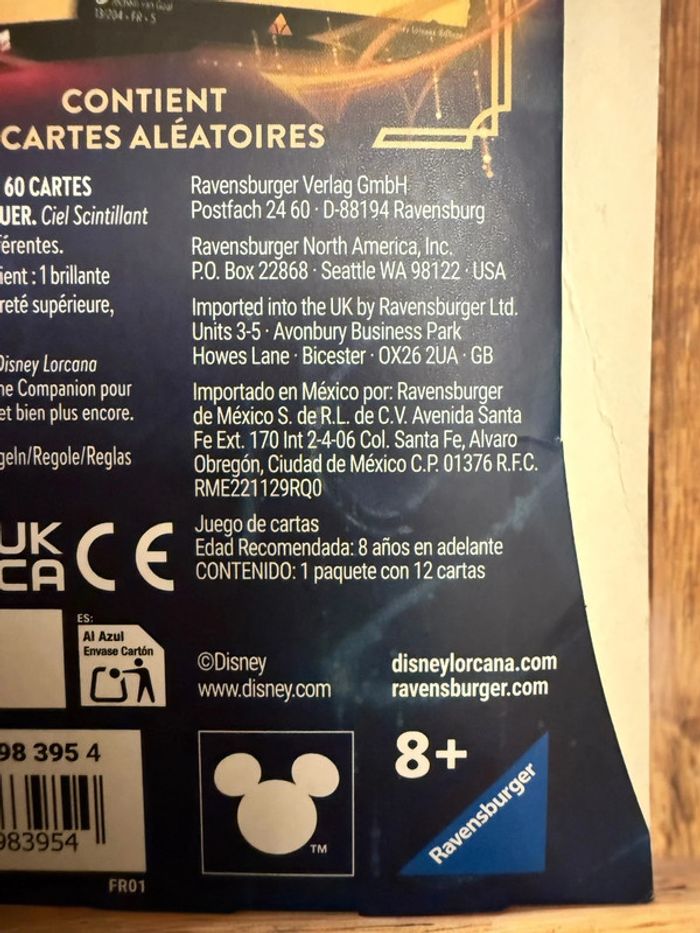 13/204 · FR · 5
CONTIENT
CARTES ALÉATOIRES
60 CARTES
UER. Ciel Scintillant
férentes.
ient : 1 brillante
reté supérieure,
Disney Lorcana
ne Companion pour
et bien plus encore.
geln/Regole/Reglas
Ravensburger Verlag GmbH
Postfach 24 60 · D-88194 Ravensburg
Ravensburger North America, Inc.
P.O. Box 22868 · Seattle WA 98122 · USA
Imported into the UK by Ravensburger Ltd.
Units 3-5 · Avonbury Business Park
Howes Lane · Bicester · OX26 2UA · GB
Importado en México por: Ravensburger
de México S. de R.L. de C.V. Avenida Santa
Fe Ext. 170 Int 2-4-06 Col. Santa Fe, Alvaro
Obregón, Ciudad de México C.P. 01376 R.F.C.
RME221129RQ0
Juego de cartas
Edad Recomendada: 8 años en adelante
CONTENIDO: 1 paquete con 12 cartas
UK
CA CE
ES:
Al Azul
Envase Cartón
©Disney
www.disney.com
disneylorcana.com
ravensburger.com
98 395 4
983954
FR01
TM
8+
Ravensburger